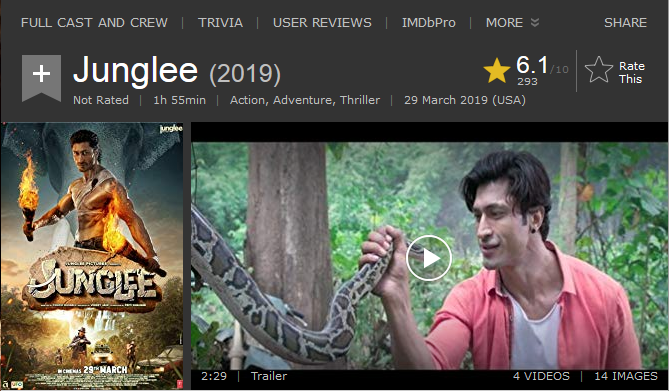 FULL CAST AND CREW | TRIVIA | USER REVIEWS | IMDbPro | MORE SHARE
+ Junglee (2019) 6.1/10 Rate
293 This
Not Rated | 1h 55min | Action, Adventure, Thriller | 29 March 2019 (USA)
junglee
JUNGLEE PICTURES
JUNGLEE
IN CINEMAS 29TH MARCH
2:29 | Trailer 4 VIDEOS | 14 IMAGES